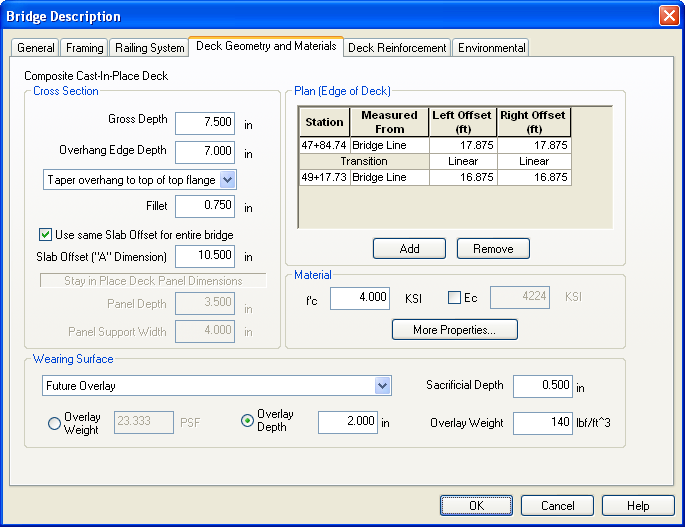 Bridge Description
General Framing Railing System Deck Geometry and Materials Deck Reinforcement Environmental
Composite Cast-In-Place Deck
Cross Section
Gross Depth 7.500 in
Overhang Edge Depth 7.000 in
Taper overhang to top of top flange
Fillet 0.750 in
Use same Slab Offset for entire bridge
Slab Offset ("A" Dimension) 10.500 in
Stay in Place Deck Panel Dimensions
Panel Depth 3.500 in
Panel Support Width 4.000 in
Plan (Edge of Deck)
Station Measured From Left Offset (ft) Right Offset (ft)
47+84.74 Bridge Line 17.875 17.875
Transition Linear Linear
49+17.73 Bridge Line 16.875 16.875
Add Remove
Material
f'c 4.000 KSI Ec 4224 KSI
More Properties...
Wearing Surface
Future Overlay Sacrificial Depth 0.500 in
Overlay Weight 23.333 PSF Overlay Depth 2.000 in Overlay Weight 140 lbf/ft^3
OK Cancel Help